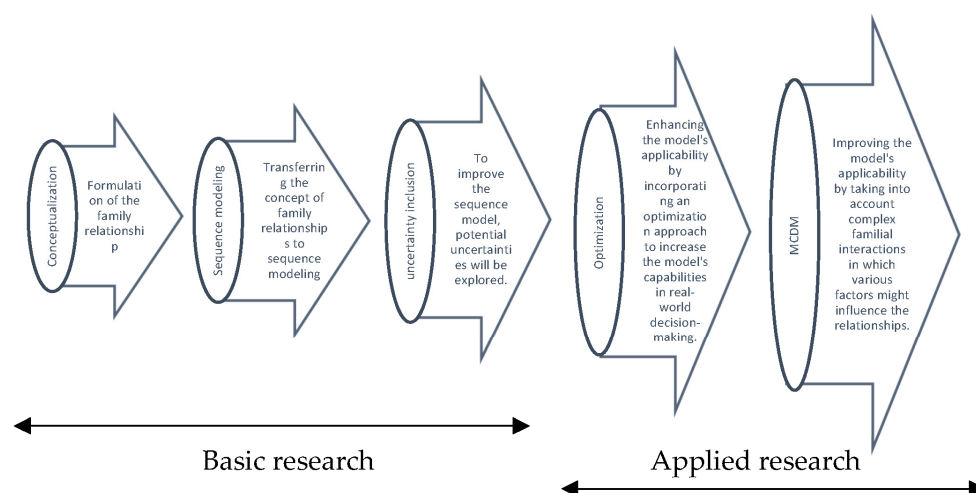 Conceptualization
Formulati
on of the
family
relationshi
p
Sequence modeling
Transferrin
g the
concept of
family
relationship
s to
sequence
modeling
uncertainty inclusion
To
improve
the
sequence
model,
potential
uncertainti
es will be
explored.
Optimization
Enhancing
the model's
applicability
by
incorporati
ng an
optimizatio
n approach
to increase
the model's
capabilities
in real-
world
decision-
making.
MCDM
Improving the
model's
applicability
by taking into
account
complex
familial
interactions
in which
various
factors might
influence the
relationships.
Basic research
Applied research